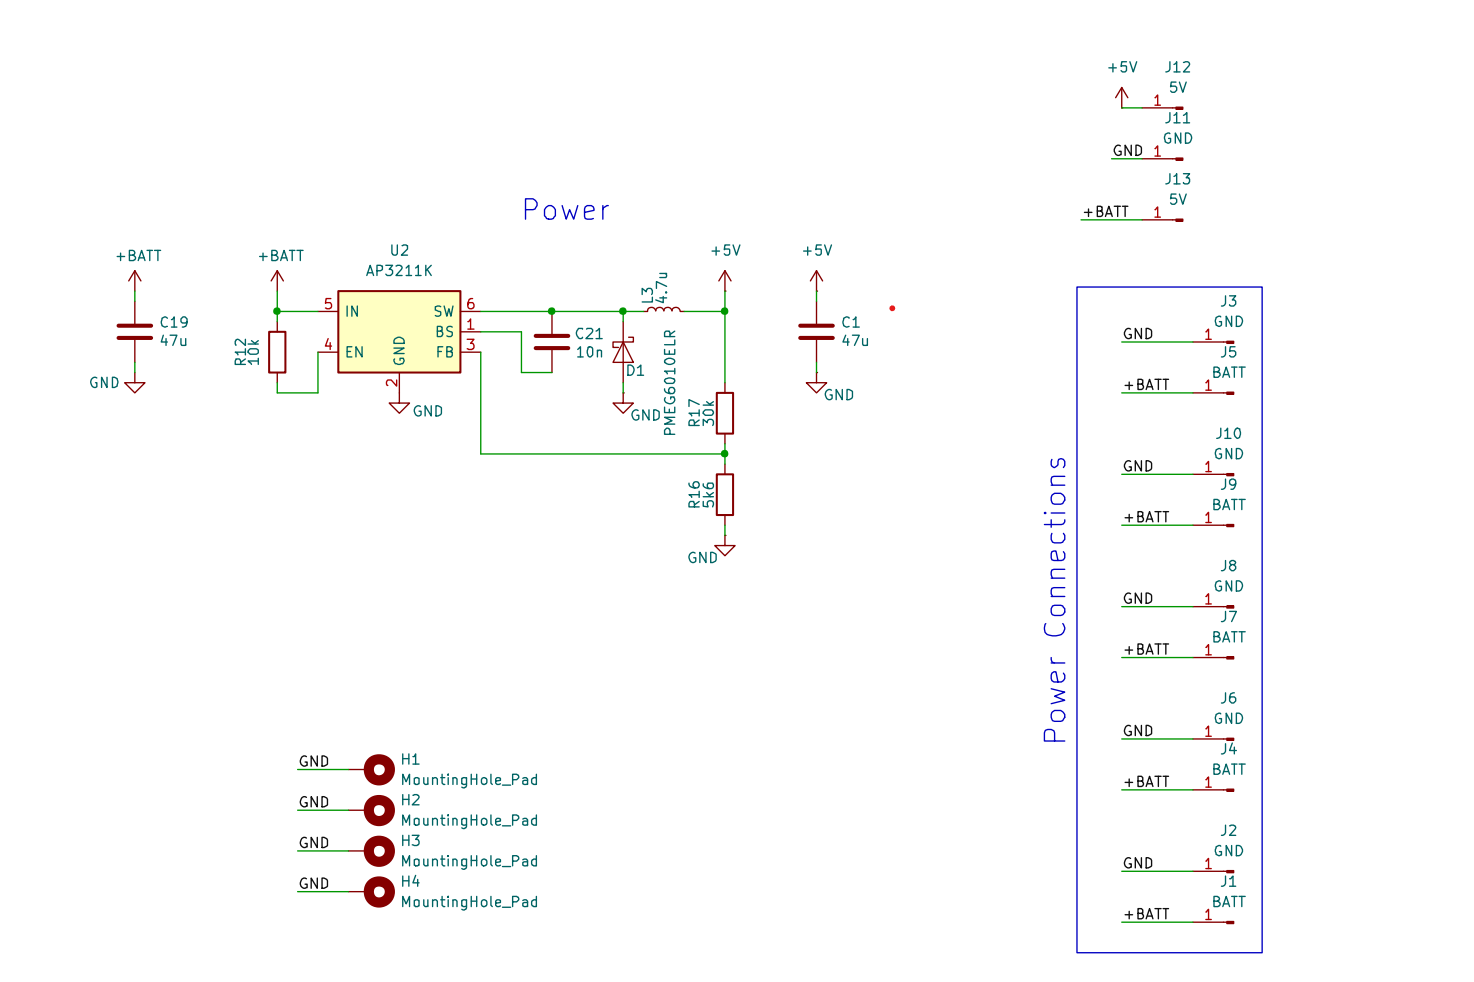 Power
+BATT
C19
47u
GND
+BATT
R12
10k
U2
AP3211K
5
IN
4
EN
GND
2
GND
SW
6
BS
1
FB
3
C21
10n
D1
PMEG6010ELR
GND
L3
4.7u
+5V
R17
30k
R16
5k6
GND
+5V
C1
47u
GND
+5V
J12
5V
1
J11
GND
GND
1
J13
5V
+BATT
1
Power Connections
J3
GND
GND
1
J5
BATT
+BATT
1
J10
GND
GND
1
J9
BATT
+BATT
1
J8
GND
GND
1
J7
BATT
+BATT
1
J6
GND
GND
1
J4
BATT
+BATT
1
J2
GND
GND
1
J1
BATT
+BATT
1
GND
H1
MountingHole_Pad
GND
H2
MountingHole_Pad
GND
H3
MountingHole_Pad
GND
H4
MountingHole_Pad